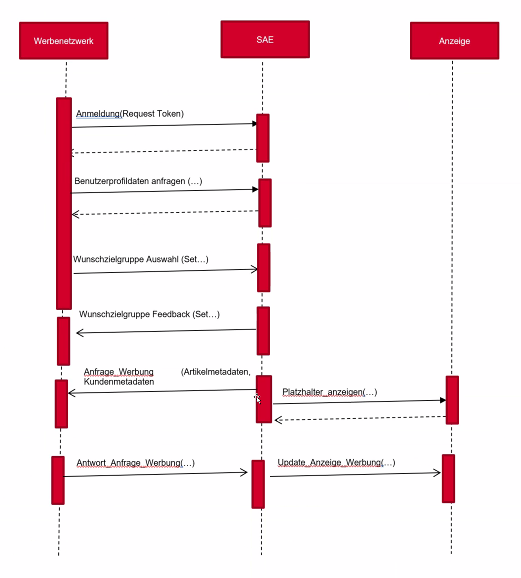 Werbenetzwerk
SAE
Anzeige
Anmeldung(Request Token)
Benutzerprofildaten anfragen (…)
Wunschzielgruppe Auswahl (Set…)
Wunschzielgruppe Feedback (Set…)
Anfrage_Werbung (Artikelmetadaten,
Kundenmetadaten
Platzhalter_anzeigen(…)
Antwort_Anfrage_Werbung(…)
Update_Anzeige_Werbung(…)